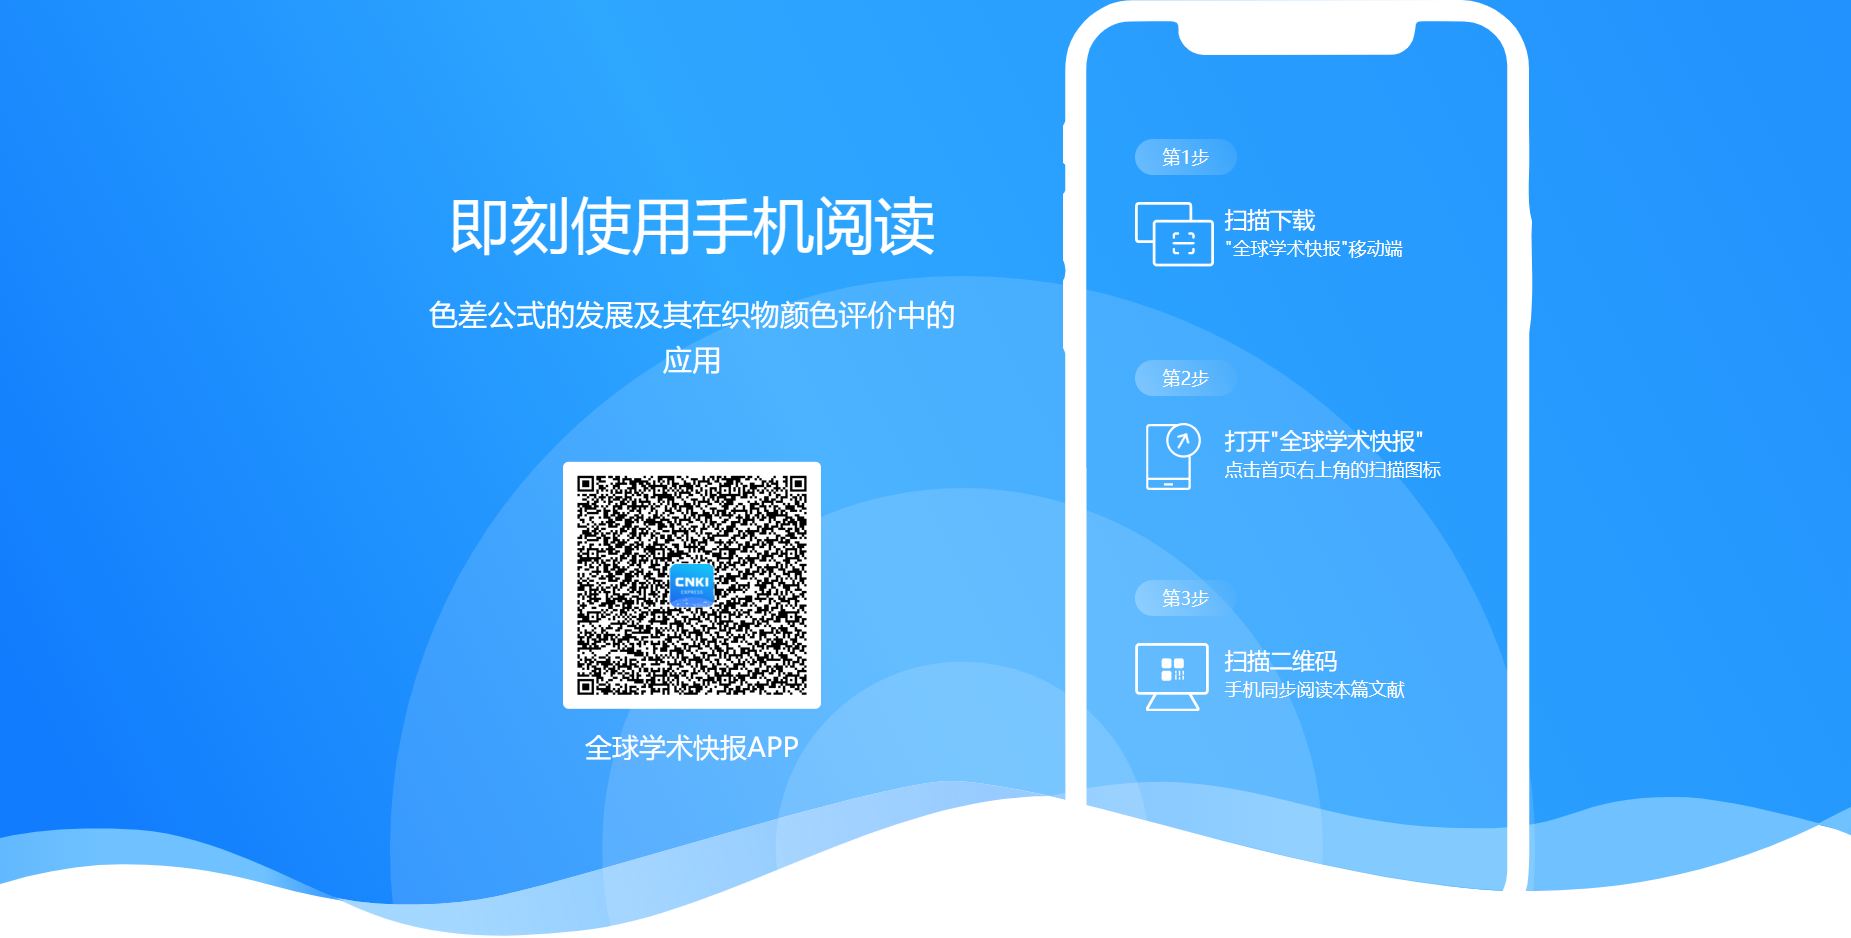 即刻使用手机阅读
色差公式的发展及其在织物颜色评价中的
应用
CNKI
EXPRESS
全球学术快报APP
第1步
扫描下载
"全球学术快报"移动端
第2步
打开"全球学术快报"
点击首页右上角的扫描图标
第3步
扫描二维码
手机同步阅读本篇文献